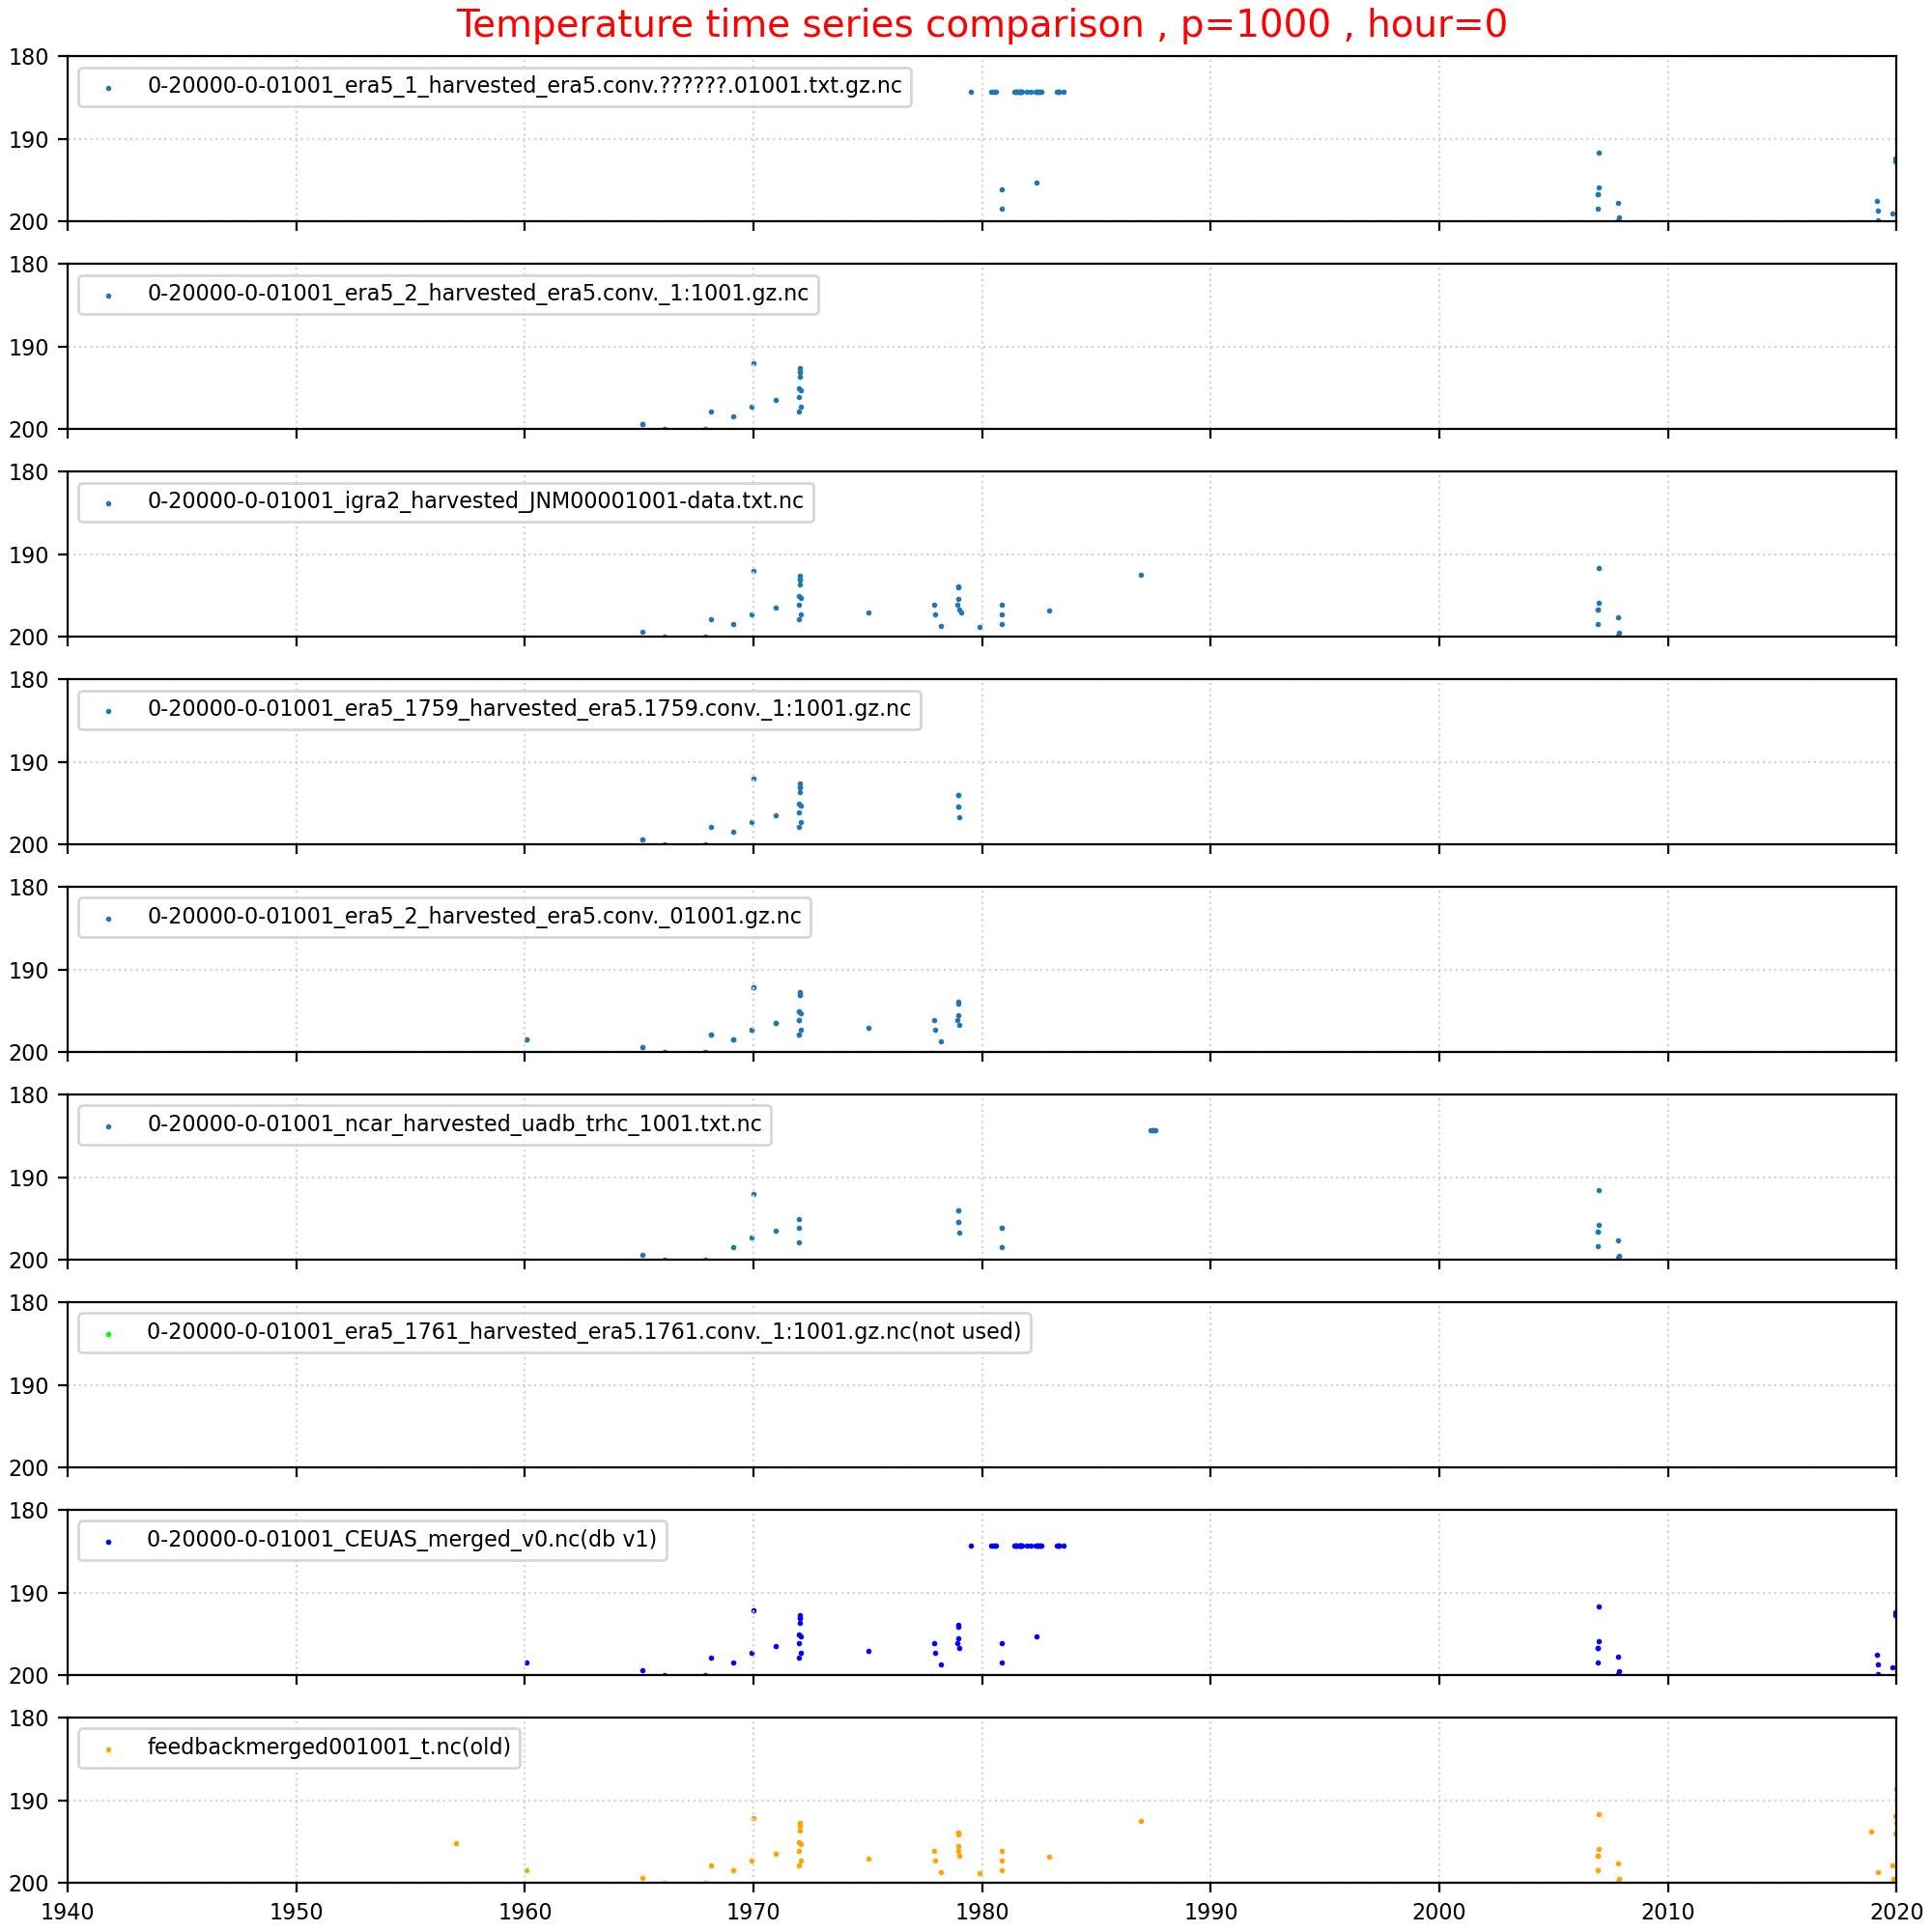 Temperature time series comparison , p=1000 , hour=0
180
0-20000-0-01001_era5_1_harvested_era5.conv.??????.01001.txt.gz.nc
190
200
180
0-20000-0-01001_era5_2_harvested_era5.conv._1:1001.gz.nc
190
200
180
0-20000-0-01001_igra2_harvested_JNM00001001-data.txt.nc
190
200
180
0-20000-0-01001_era5_1759_harvested_era5.1759.conv._1:1001.gz.nc
190
200
180
0-20000-0-01001_era5_2_harvested_era5.conv._01001.gz.nc
190
200
180
0-20000-0-01001_ncar_harvested_uadb_trhc_1001.txt.nc
190
200
180
0-20000-0-01001_era5_1761_harvested_era5.1761.conv._1:1001.gz.nc(not used)
190
200
180
0-20000-0-01001_CEUAS_merged_v0.nc(db v1)
190
200
180
feedbackmerged001001_t.nc(old)
190
200
1940 1950 1960 1970 1980 1990 2000 2010 2020